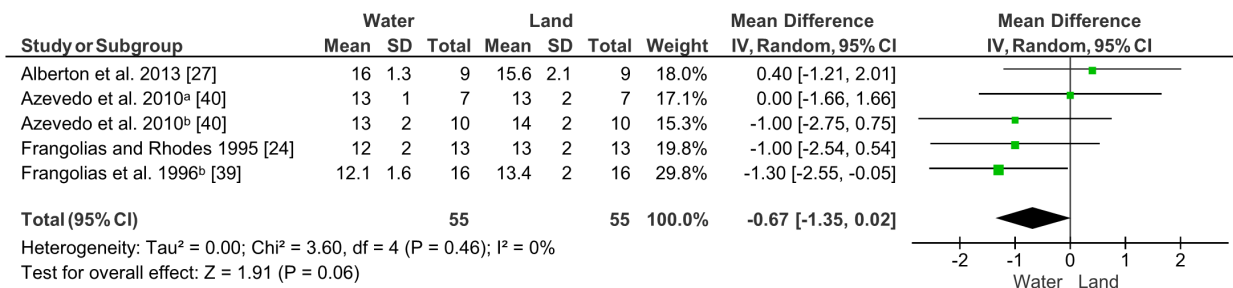 Water Land Mean Difference Mean Difference
Study or Subgroup Mean SD Total Mean SD Total Weight IV, Random, 95% CI IV, Random, 95% CI
Alberton et al. 2013 [27] 16 1.3 9 15.6 2.1 9 18.0% 0.40 [-1.21, 2.01]
Azevedo et al. 2010ᵃ [40] 13 1 7 13 2 7 17.1% 0.00 [-1.66, 1.66]
Azevedo et al. 2010ᵇ [40] 13 2 10 14 2 10 15.3% -1.00 [-2.75, 0.75]
Frangolias and Rhodes 1995 [24] 12 2 13 13 2 13 19.8% -1.00 [-2.54, 0.54]
Frangolias et al. 1996ᵇ [39] 12.1 1.6 16 13.4 2 16 29.8% -1.30 [-2.55, -0.05]
Total (95% CI) 55 55 100.0% -0.67 [-1.35, 0.02]
Heterogeneity: Tau² = 0.00; Chi² = 3.60, df = 4 (P = 0.46); I² = 0%
Test for overall effect: Z = 1.91 (P = 0.06)
-2 -1 0 1 2
Water Land